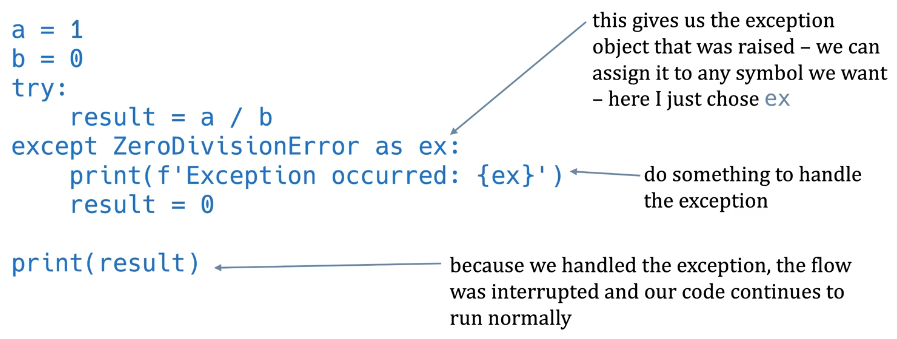 a = 1
b = 0
try:
    result = a / b
except ZeroDivisionError as ex:
    print(f'Exception occurred: {ex}')
    result = 0
print(result)
this gives us the exception
object that was raised – we can
assign it to any symbol we want
– here I just chose ex
do something to handle
the exception
because we handled the exception, the flow
was interrupted and our code continues to
run normally